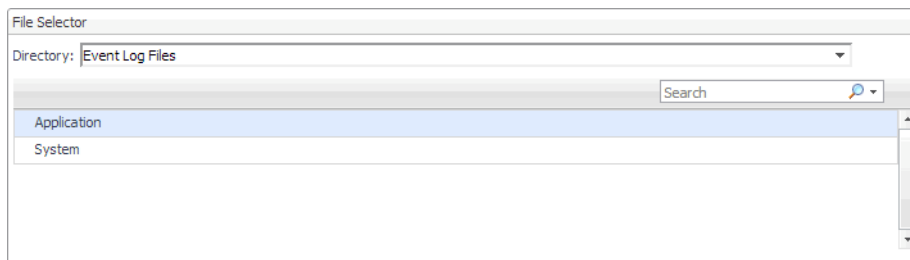 File Selector
Directory: Event Log Files
Search
Application
System